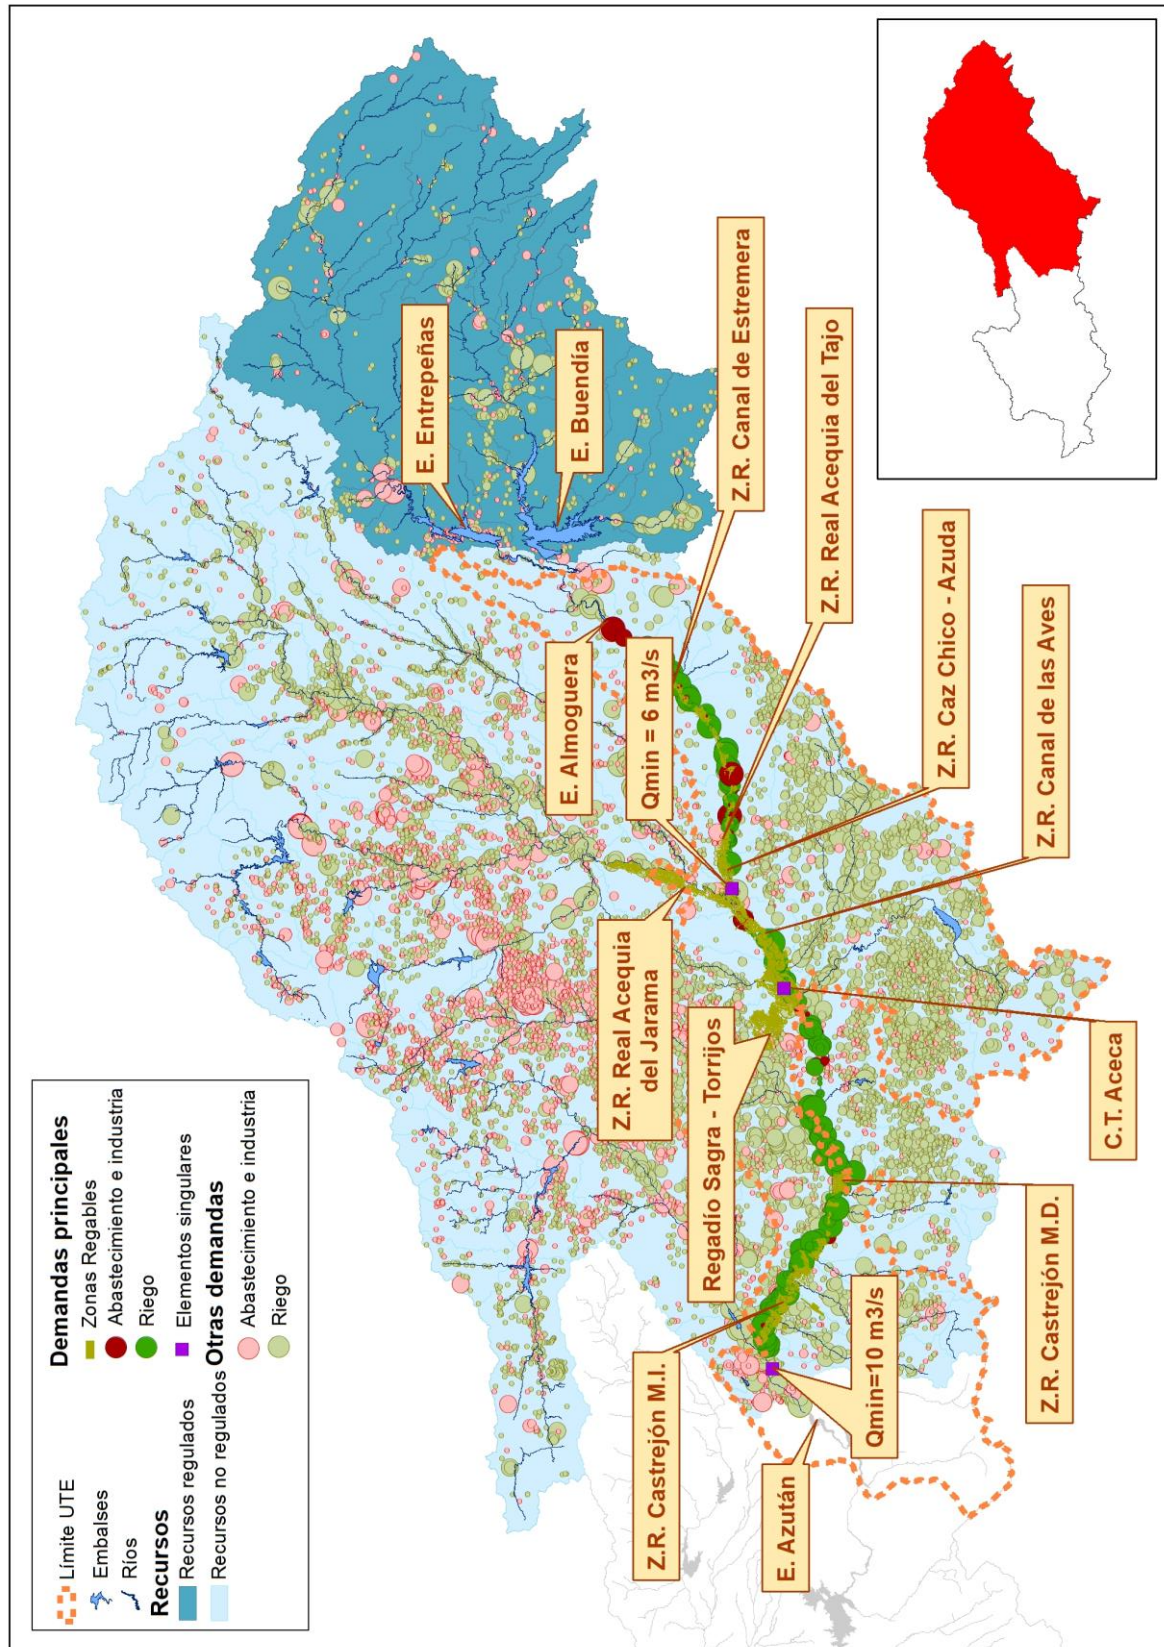 Límite UTE
Embalses
Ríos
Recursos
Recursos regulados
Recursos no regulados
Demandas principales
Zonas Regables
Abastecimiento e industria
Riego
Elementos singulares
Otras demandas
Abastecimiento e industria
Riego
E. Entrepeñas
E. Buendía
Z.R. Canal de Estremera
Z.R. Real Acequia del Tajo
E. Almoguera
Qmin = 6 m3/s
Z.R. Caz Chico - Azuda
Z.R. Canal de las Aves
Z.R. Real Acequia
del Jarama
Regadío Sagra - Torrijos
C.T. Aceca
Z.R. Castrejón M.I.
Qmin=10 m3/s
Z.R. Castrejón M.D.
E. Azután